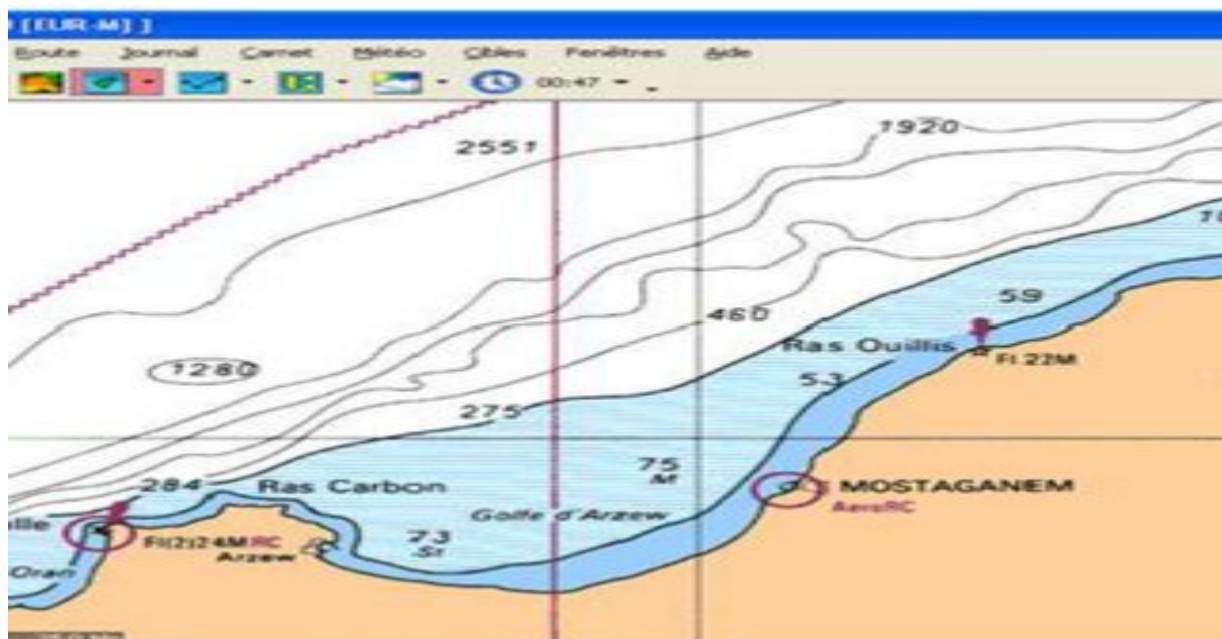 [EUR-M] ]
Route Journal Carnet Météo Cibles Fenêtres Aide
00:47
2551
1920
59
460
Ras Ouillis
Fl 22M
53
1280
275
75
M
284
Ras Carbon
MOSTAGANEM
AeroRC
Golfe d'Arzew
73
St
Fl(2)24M RC
Arzew
Oran